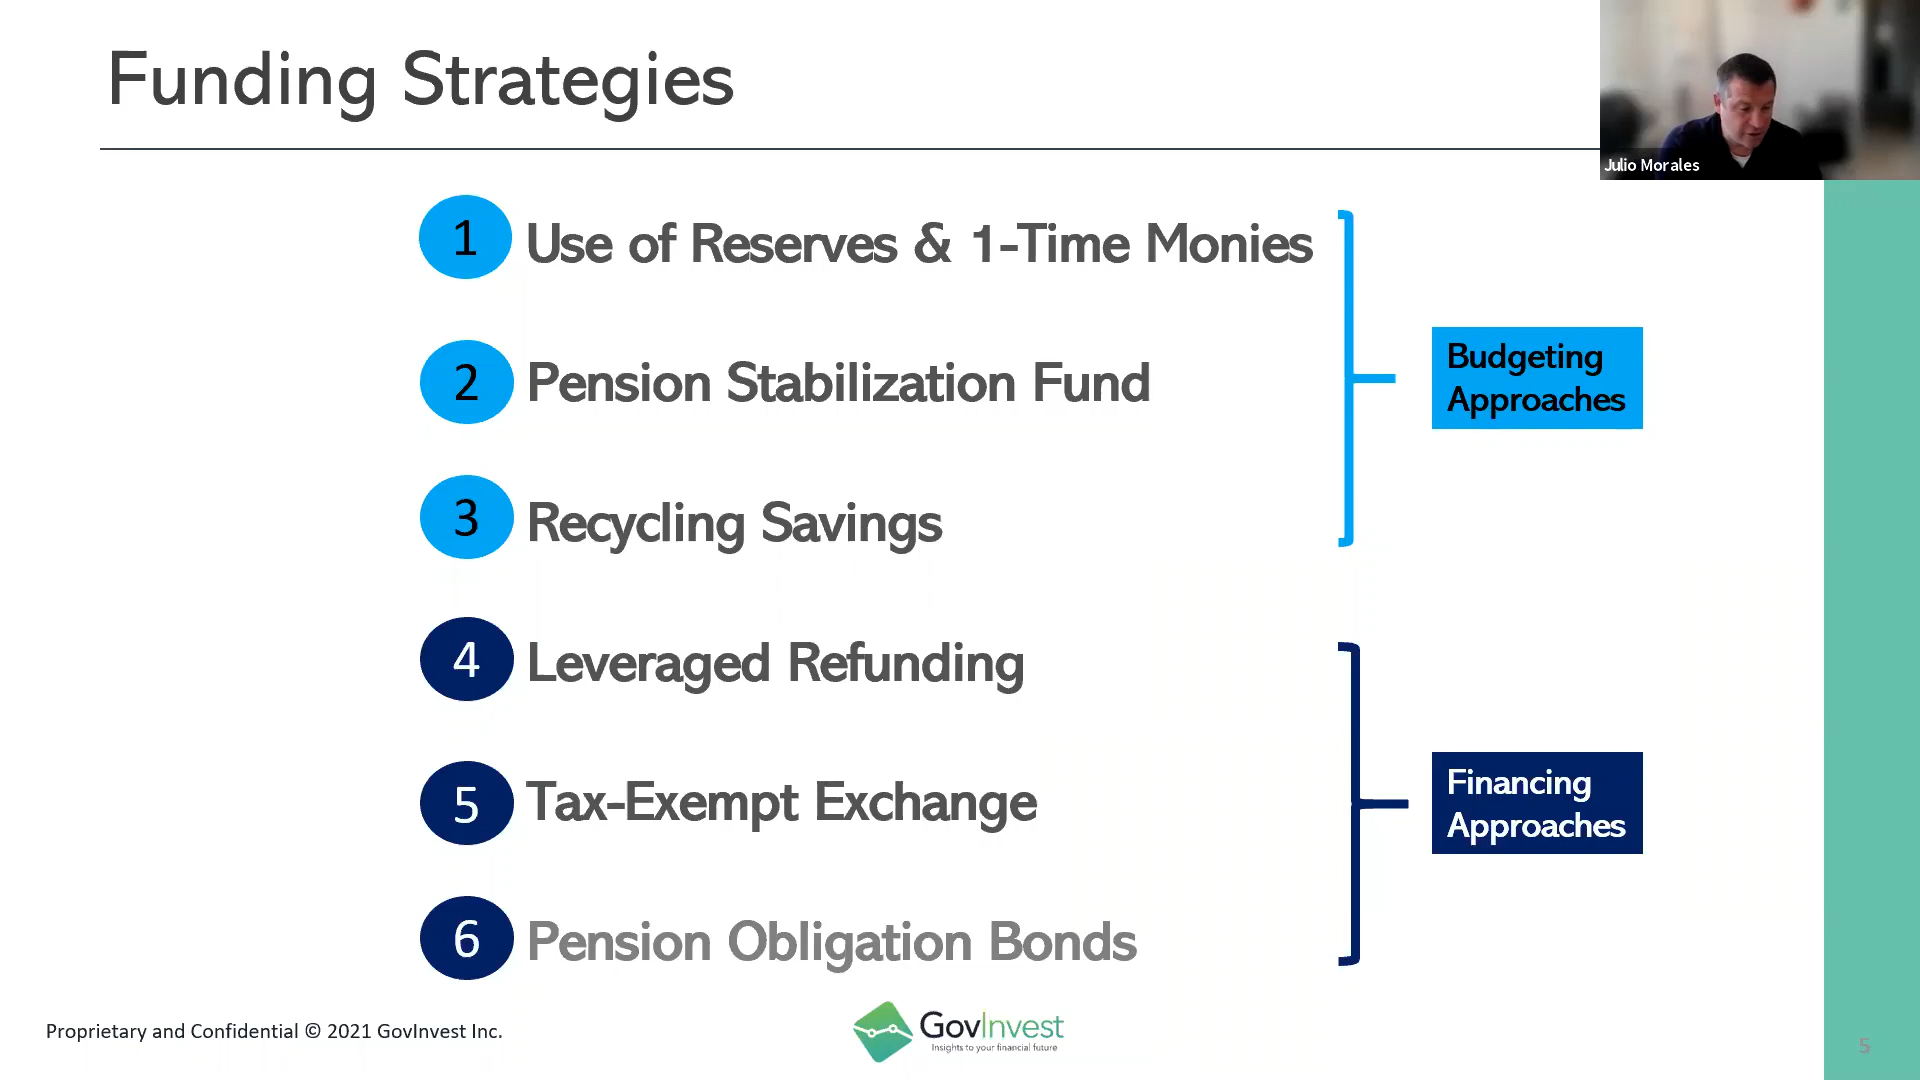 Funding Strategies
Julio Morales
1 Use of Reserves & 1-Time Monies
2 Pension Stabilization Fund
3 Recycling Savings
Budgeting
Approaches
4 Leveraged Refunding
5 Tax-Exempt Exchange
6 Pension Obligation Bonds
Financing
Approaches
Proprietary and Confidential © 2021 GovInvest Inc.
GovInvest
Insights to your financial future
5